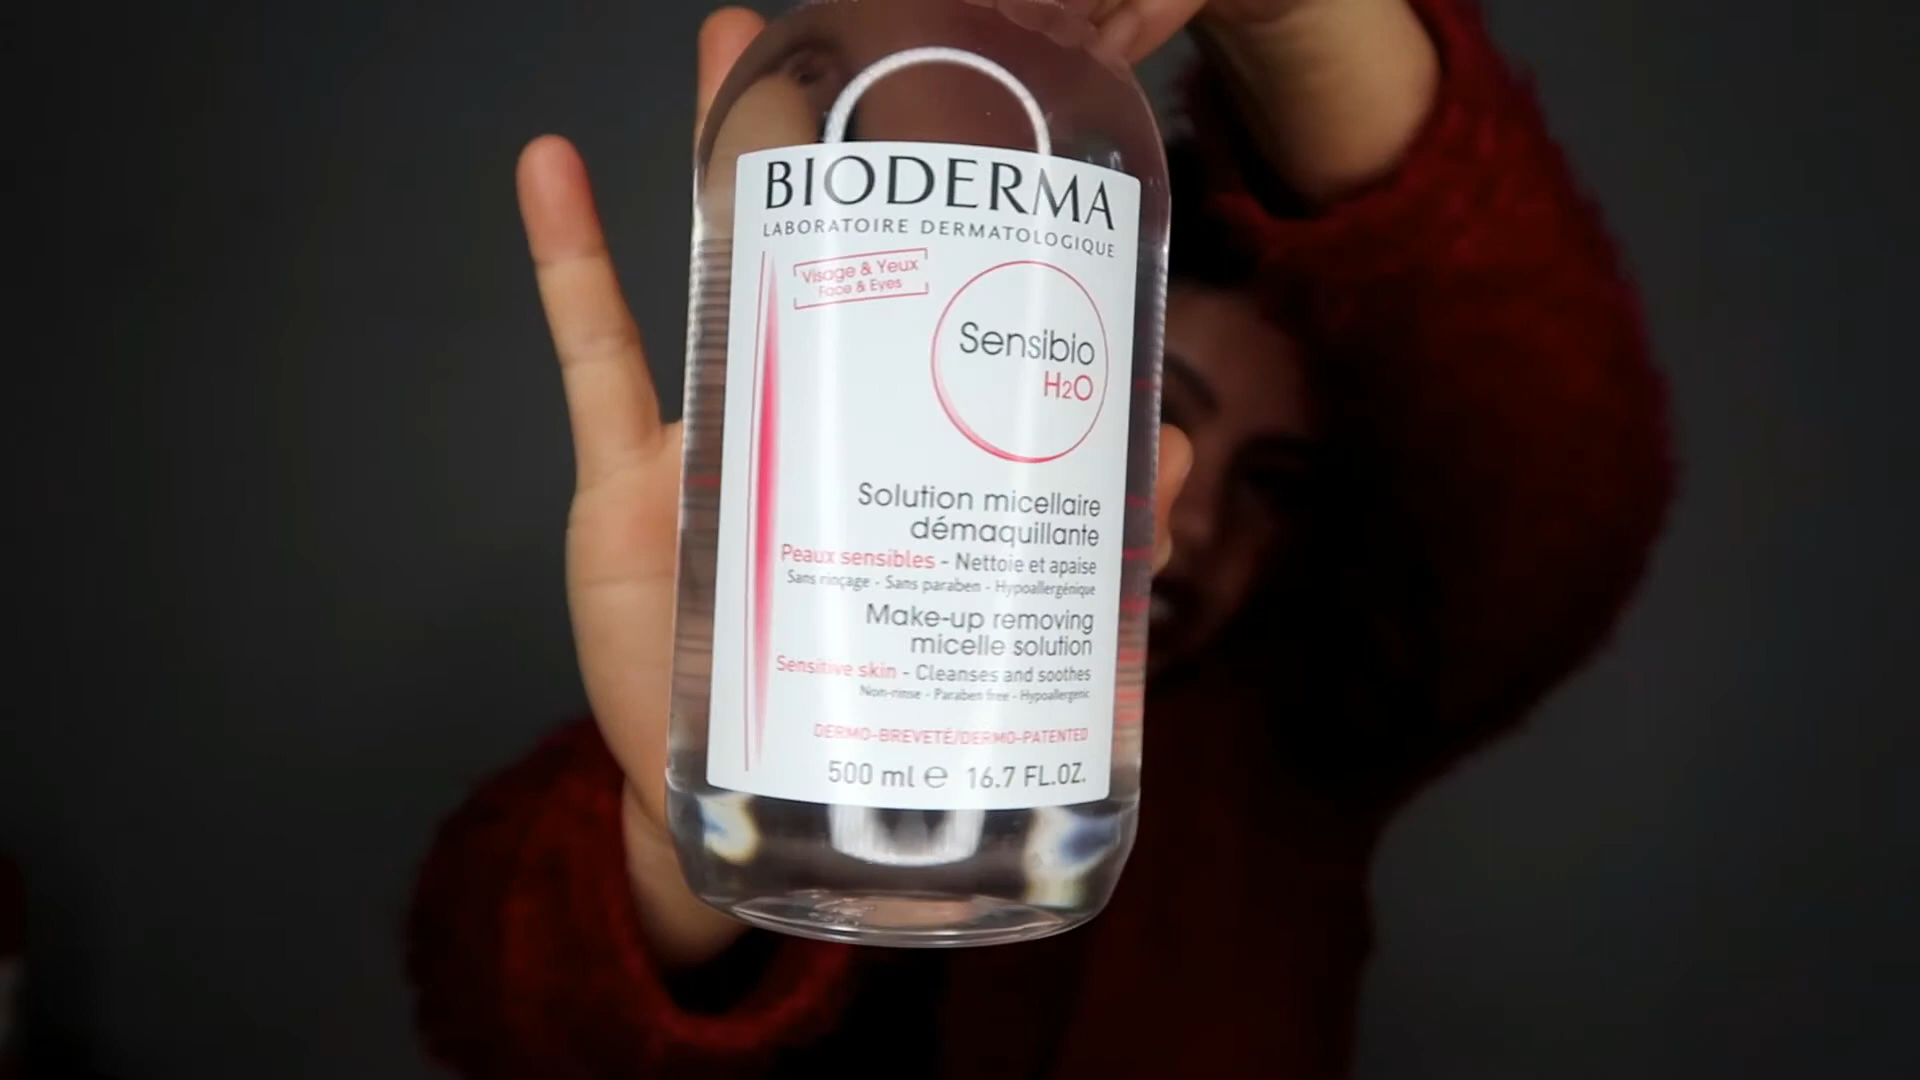 BIODERMA
LABORATOIRE DERMATOLOGIQUE
Visage & Yeux
Face & Eyes
Sensibio
H2O
Solution micellaire
démaquillante
Peaux sensibles - Nettoie et apaise
Sans rinçage - Sans paraben - Hypoallergénique
Make-up removing
micelle solution
Sensitive skin - Cleanses and soothes
Non-rinse - Paraben free - Hypoallergenic
DERMO-BREVETÉ/DERMO-PATENTED
500 ml ℮ 16.7 FL.OZ.